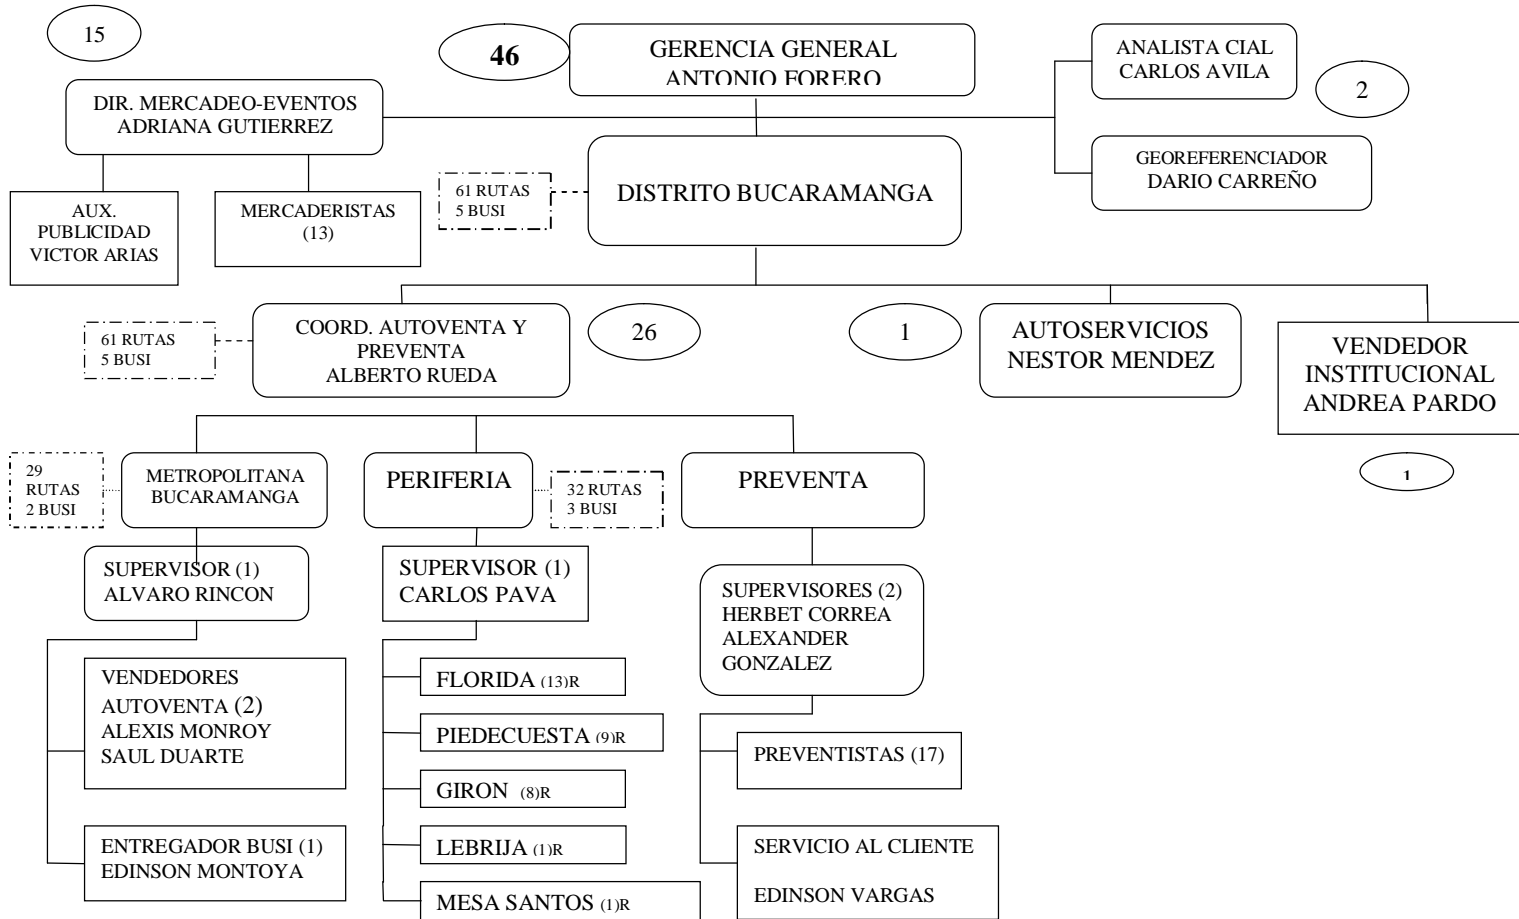 15
46
GERENCIA GENERAL
ANTONIO FORERO
ANALISTA CIAL
CARLOS AVILA
2
DIR. MERCADEO-EVENTOS
ADRIANA GUTIERREZ
GEOREFERENCIADOR
DARIO CARREÑO
61 RUTAS
5 BUSI
DISTRITO BUCARAMANGA
AUX.
PUBLICIDAD
VICTOR ARIAS
MERCADERISTAS
(13)
61 RUTAS
5 BUSI
COORD. AUTOVENTA Y
PREVENTA
ALBERTO RUEDA
26
1
AUTOSERVICIOS
NESTOR MENDEZ
VENDEDOR
INSTITUCIONAL
ANDREA PARDO
1
29
RUTAS
2 BUSI
METROPOLITANA
BUCARAMANGA
PERIFERIA
32 RUTAS
3 BUSI
PREVENTA
SUPERVISOR (1)
ALVARO RINCON
SUPERVISOR (1)
CARLOS PAVA
SUPERVISORES (2)
HERBET CORREA
ALEXANDER
GONZALEZ
VENDEDORES
AUTOVENTA (2)
ALEXIS MONROY
SAUL DUARTE
ENTREGADOR BUSI (1)
EDINSON MONTOYA
FLORIDA (13)R
PIEDECUESTA (9)R
GIRON (8)R
LEBRIJA (1)R
MESA SANTOS (1)R
PREVENTISTAS (17)
SERVICIO AL CLIENTE
EDINSON VARGAS